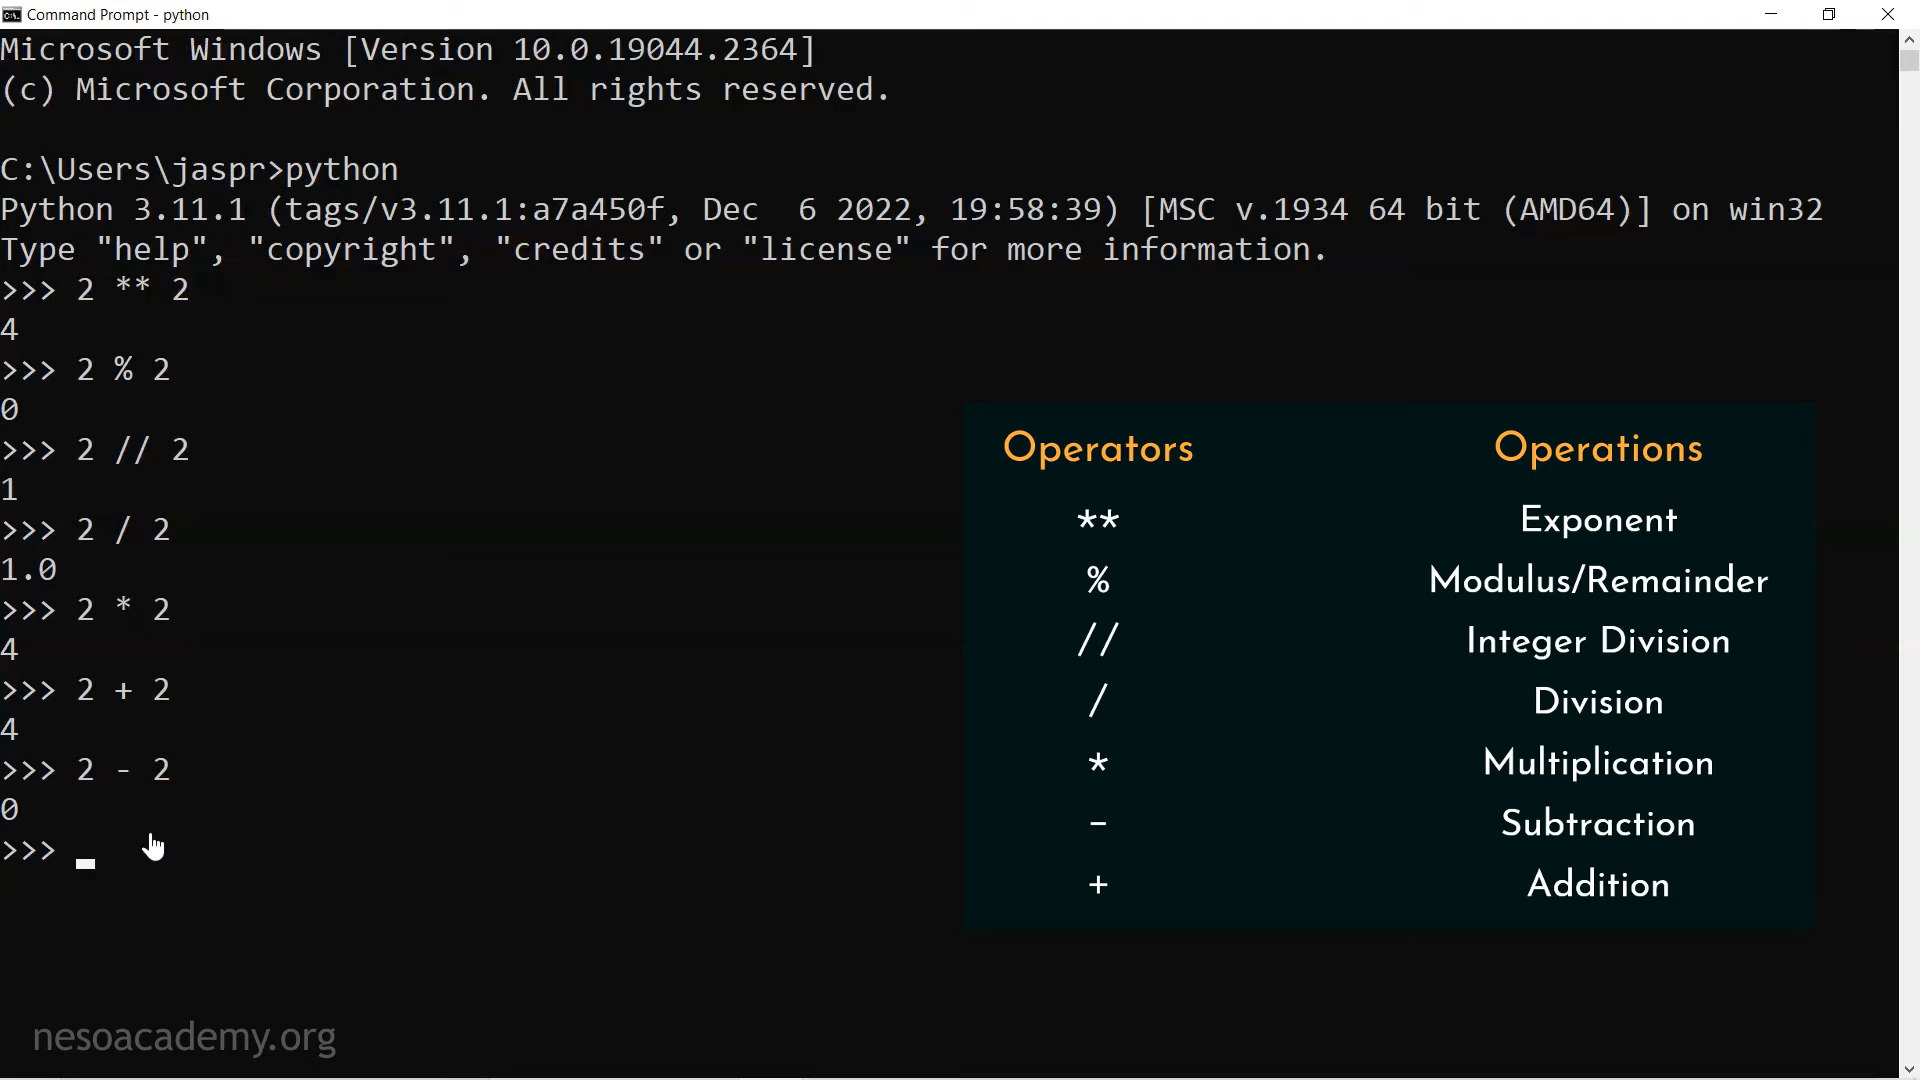 Command Prompt - python
Microsoft Windows [Version 10.0.19044.2364]
(c) Microsoft Corporation. All rights reserved.
C:\Users\jaspr>python
Python 3.11.1 (tags/v3.11.1:a7a450f, Dec  6 2022, 19:58:39) [MSC v.1934 64 bit (AMD64)] on win32
Type "help", "copyright", "credits" or "license" for more information.
>>> 2 ** 2
4
>>> 2 % 2
0
>>> 2 // 2
1
>>> 2 / 2
1.0
>>> 2 * 2
4
>>> 2 + 2
4
>>> 2 - 2
0
>>>
Operators Operations
** Exponent
% Modulus/Remainder
// Integer Division
/ Division
* Multiplication
- Subtraction
+ Addition
nesoacademy.org